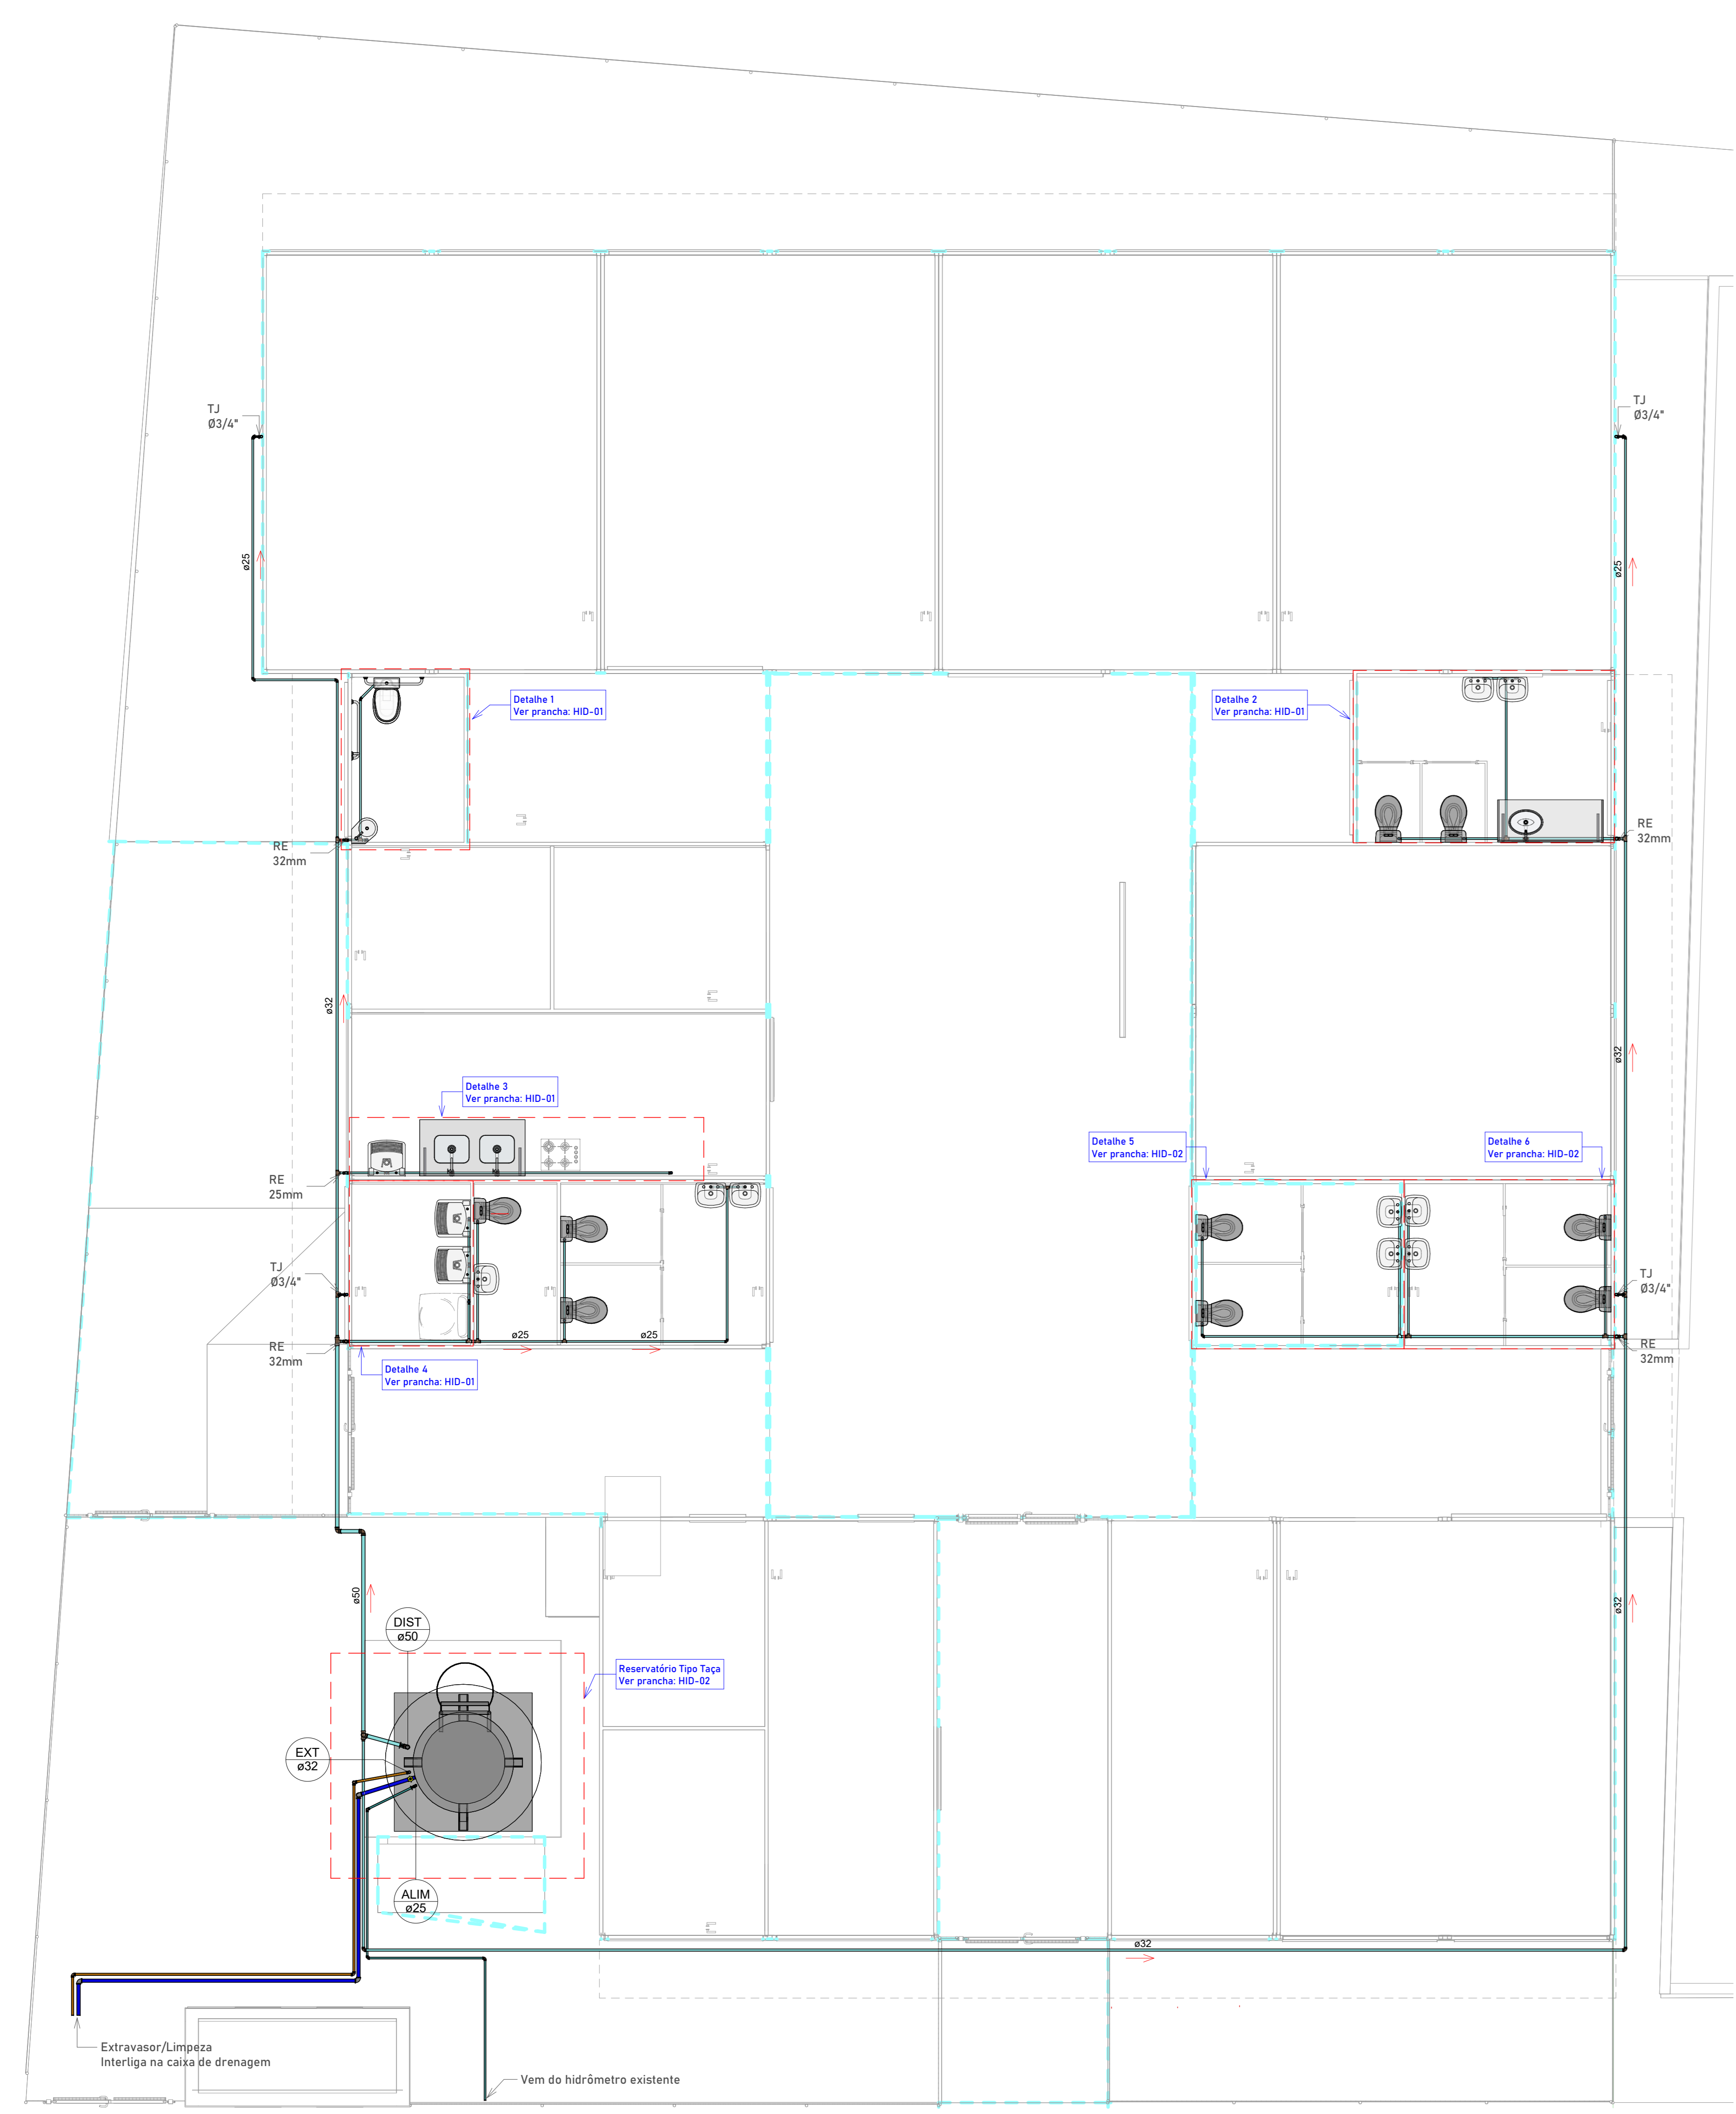 TJ
Ø3/4"
TJ
Ø3/4"
ø25
ø25
Detalhe 1
Ver prancha: HID-01
Detalhe 2
Ver prancha: HID-01
RE
32mm
RE
32mm
ø32
ø32
Detalhe 3
Ver prancha: HID-01
Detalhe 5
Ver prancha: HID-02
Detalhe 6
Ver prancha: HID-02
RE
25mm
TJ
Ø3/4"
TJ
Ø3/4"
ø25
ø25
RE
32mm
RE
32mm
Detalhe 4
Ver prancha: HID-01
ø50
ø32
DIST
ø50
Reservatório Tipo Taça
Ver prancha: HID-02
EXT
ø32
ALIM
ø25
ø32
Extravasor/Limpeza
Interliga na caixa de drenagem
Vem do hidrômetro existente